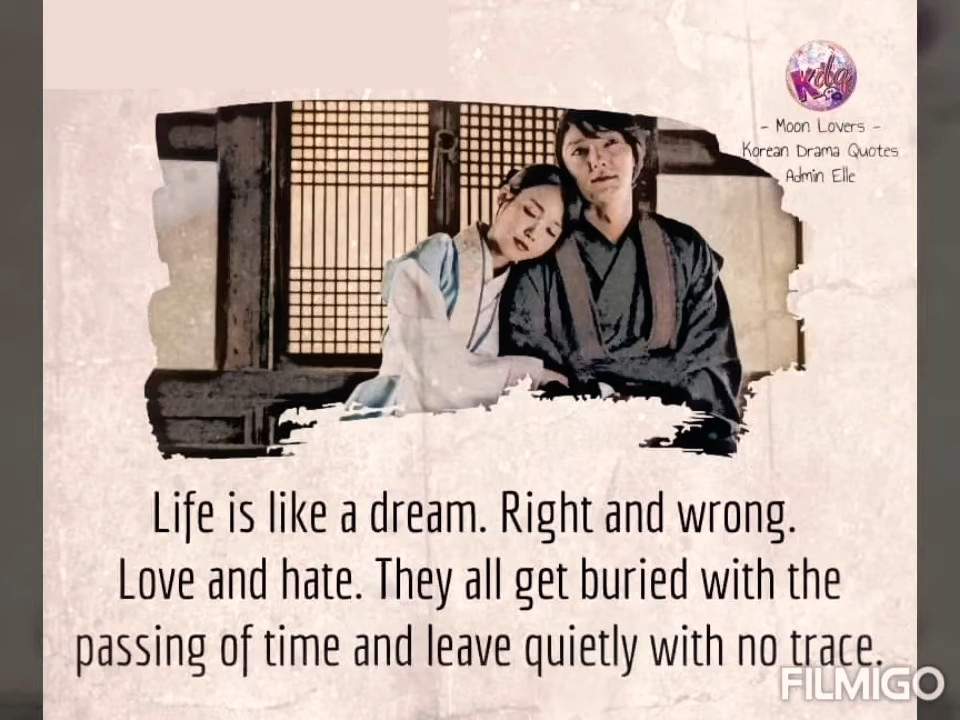 Kdq
- Moon Lovers -
Korean Drama Quotes
Admin Elle
Life is like a dream. Right and wrong.
Love and hate. They all get buried with the
passing of time and leave quietly with no trace.
FILMIGO